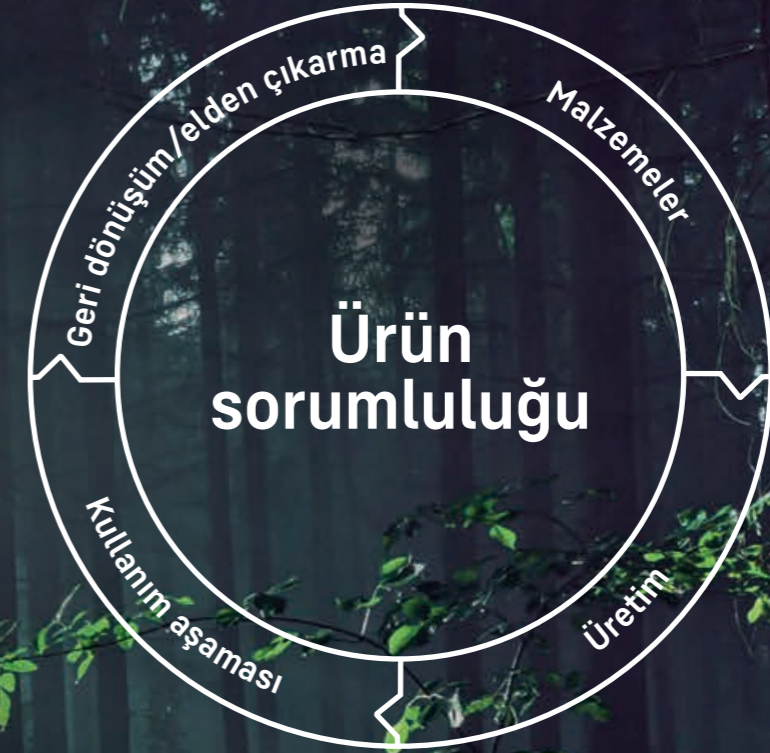 Geri dönüşüm/elden çıkarma
Malzemeler
Ürün
sorumluluğu
Kullanım aşaması
Üretim